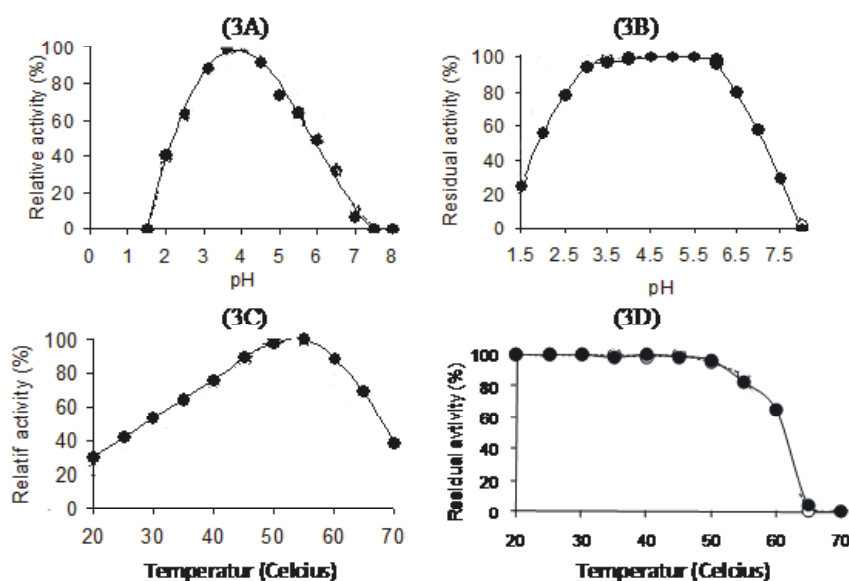 (3A)
Relative activity (%)
100
80
60
40
20
0
0 1 2 3 4 5 6 7 8
pH
(3B)
Residual activity (%)
100
80
60
40
20
0
1.5 2.5 3.5 4.5 5.5 6.5 7.5
pH
(3C)
Relatif activity (%)
100
80
60
40
20
0
20 30 40 50 60 70
Temperatur (Celcius)
(3D)
Residual avtivity (%)
100
80
60
40
20
0
20 30 40 50 60 70
Temperatur (Celcius)